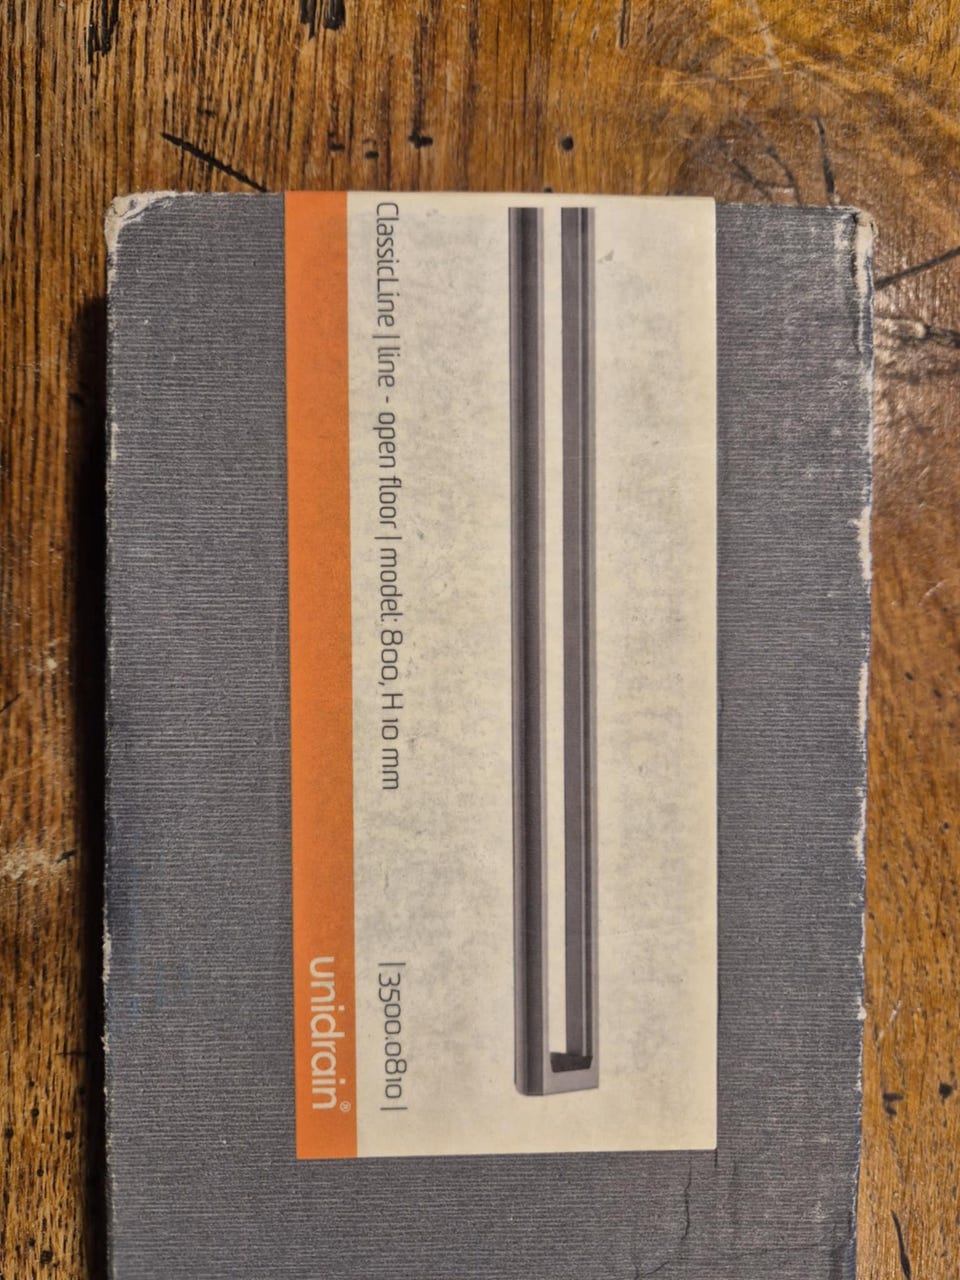 ClassicLine | line - open floor | model: 800, H 10 mm | 3500.0810 |
unidrain®